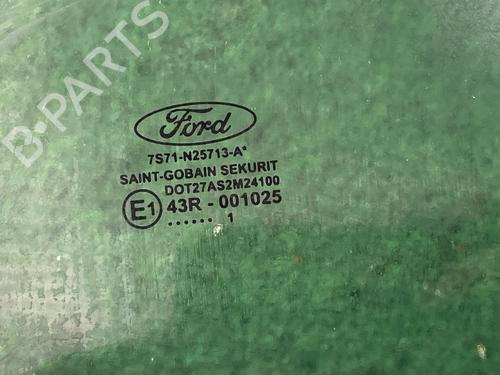 B-PARTS
Ford
7S71-N25713-A*
SAINT-GOBAIN SEKURIT
DOT27AS2M24100
E1 43R - 001025
...... 1